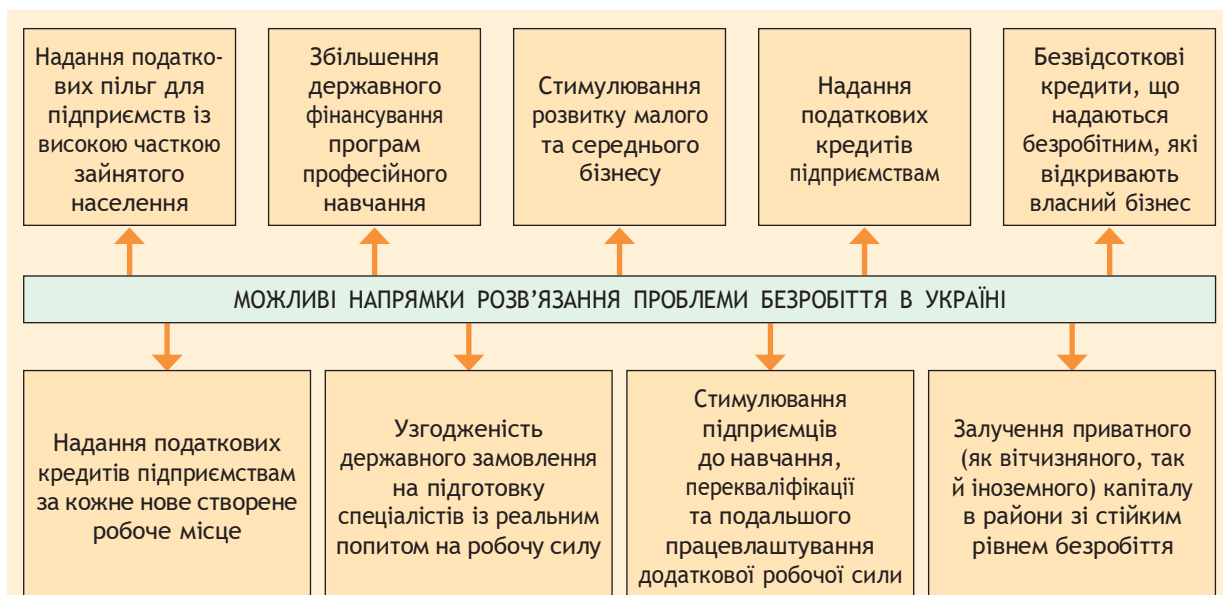 Надання податко-
вих пільг для
підприємств із
високою часткою
зайнятого
населення
Збільшення
державного
фінансування
програм
професійного
навчання
Стимулювання
розвитку малого
та середнього
бізнесу
Надання
податкових
кредитів
підприємствам
Безвідсоткові
кредити, що
надаються
безробітним, які
відкривають
власний бізнес
МОЖЛИВІ НАПРЯМКИ РОЗВ’ЯЗАННЯ ПРОБЛЕМИ БЕЗРОБІТТЯ В УКРАЇНІ
Надання податкових
кредитів підприємствам
за кожне нове створене
робоче місце
Узгодженість
державного замовлення
на підготовку
спеціалістів із реальним
попитом на робочу силу
Стимулювання
підприємців
до навчання,
перекваліфікації
та подальшого
працевлаштування
додаткової робочої сили
Залучення приватного
(як вітчизняного, так
й іноземного) капіталу
в райони зі стійким
рівнем безробіття